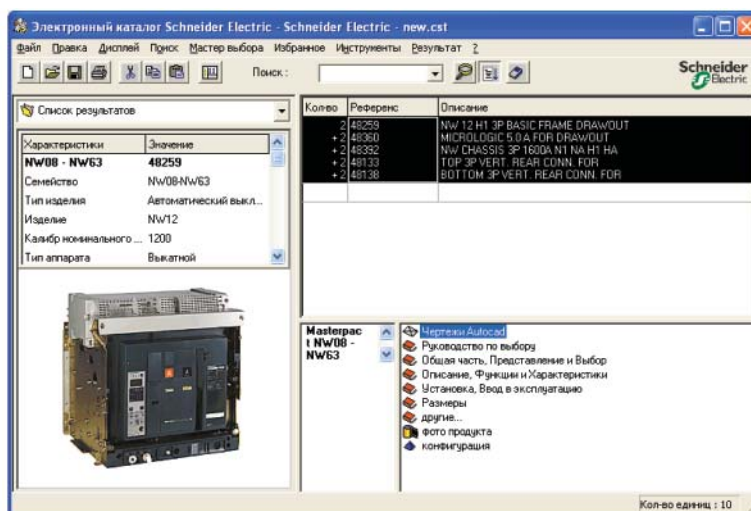 Электронный каталог Schneider Electric - Schneider Electric - new.cst
Файл Правка Дисплей Поиск Мастер выбора Избранное Инструменты Результат ?
Поиск :
Schneider
Electric
Список результатов
Характеристики Значение
NW08 - NW63 48259
Семейство NW08-NW63
Тип изделия Автоматический выкл...
Изделие NW12
Калибр номинального ... 1200
Тип аппарата Выкатной
Кол-во Референс Описание
2 48259 NW 12 H1 3P BASIC FRAME DRAWOUT
+ 2 48360 MICROLOGIC 5.0 A FOR DRAWOUT
+ 2 48392 NW CHASSIS 3P 1600A N1 NA H1 HA
+ 2 48133 TOP 3P VERT. REAR CONN. FOR
+ 2 48138 BOTTOM 3P VERT. REAR CONN. FOR
Masterpac
t NW08 -
NW63
Чертежи Autocad
Руководство по выбору
Общая часть, Представление и Выбор
Описание, Функции и Характеристики
Установка, Ввод в эксплуатацию
Размеры
другие...
фото продукта
конфигурация
Кол-во единиц : 10